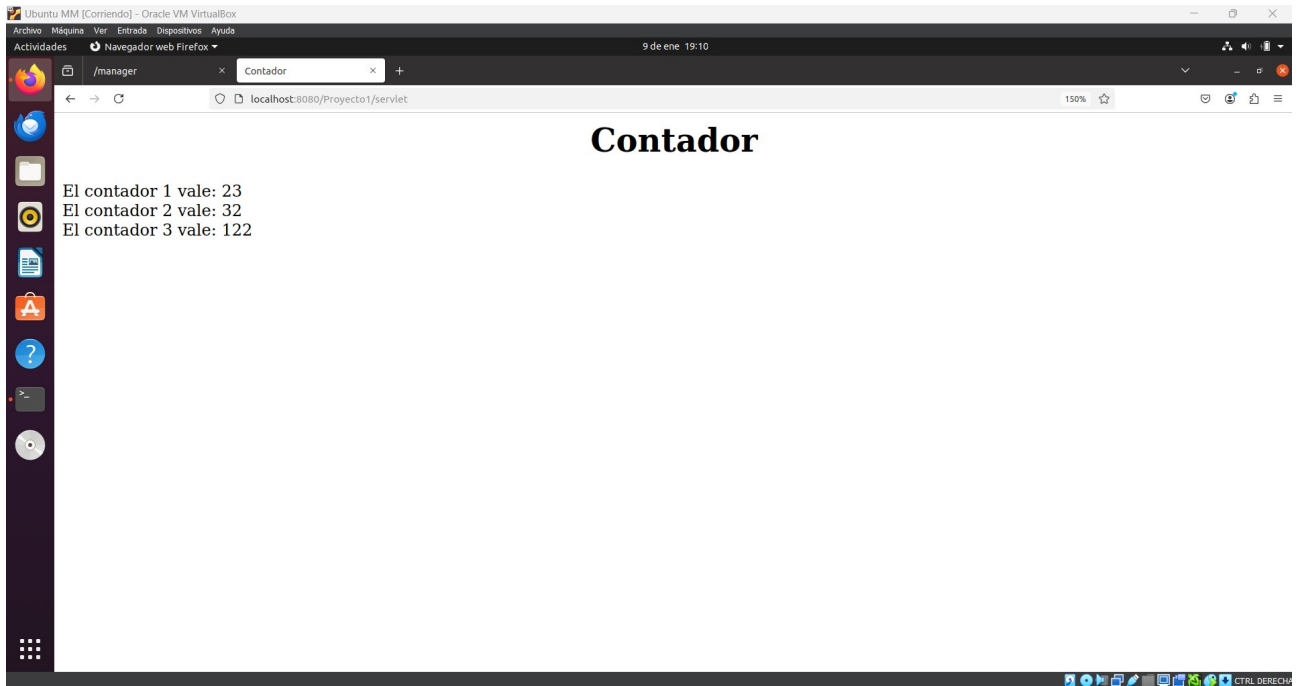 Ubuntu MM [Corriendo] - Oracle VM VirtualBox
Archivo Máquina Ver Entrada Dispositivos Ayuda
Actividades Navegador web Firefox 9 de ene 19:10
/manager Contador
localhost:8080/Proyecto1/servlet 150%
Contador
El contador 1 vale: 23
El contador 2 vale: 32
El contador 3 vale: 122
CTRL DERECHA